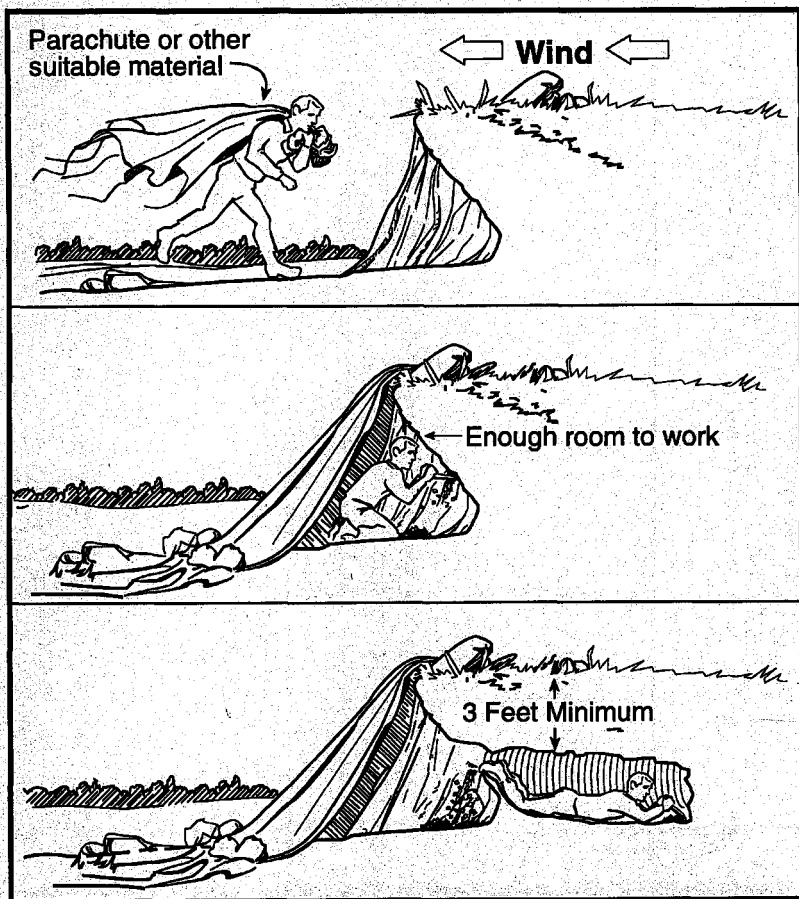 Parachute or other
suitable material
Wind
Enough room to work
3 Feet Minimum